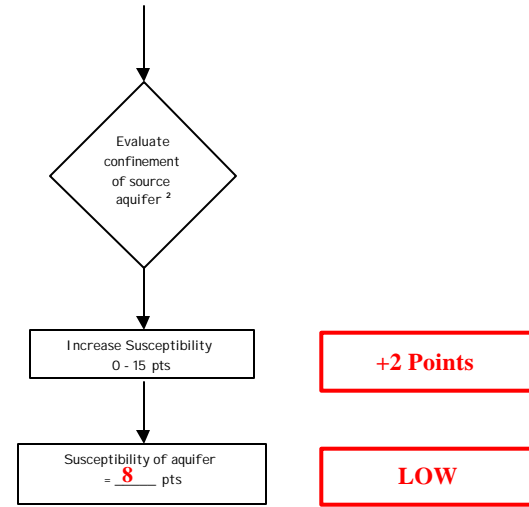 Evaluate
confinement
of source
aquifer ²
Increase Susceptibility
0 - 15 pts
+2 Points
Susceptibility of aquifer
= 8 pts
LOW